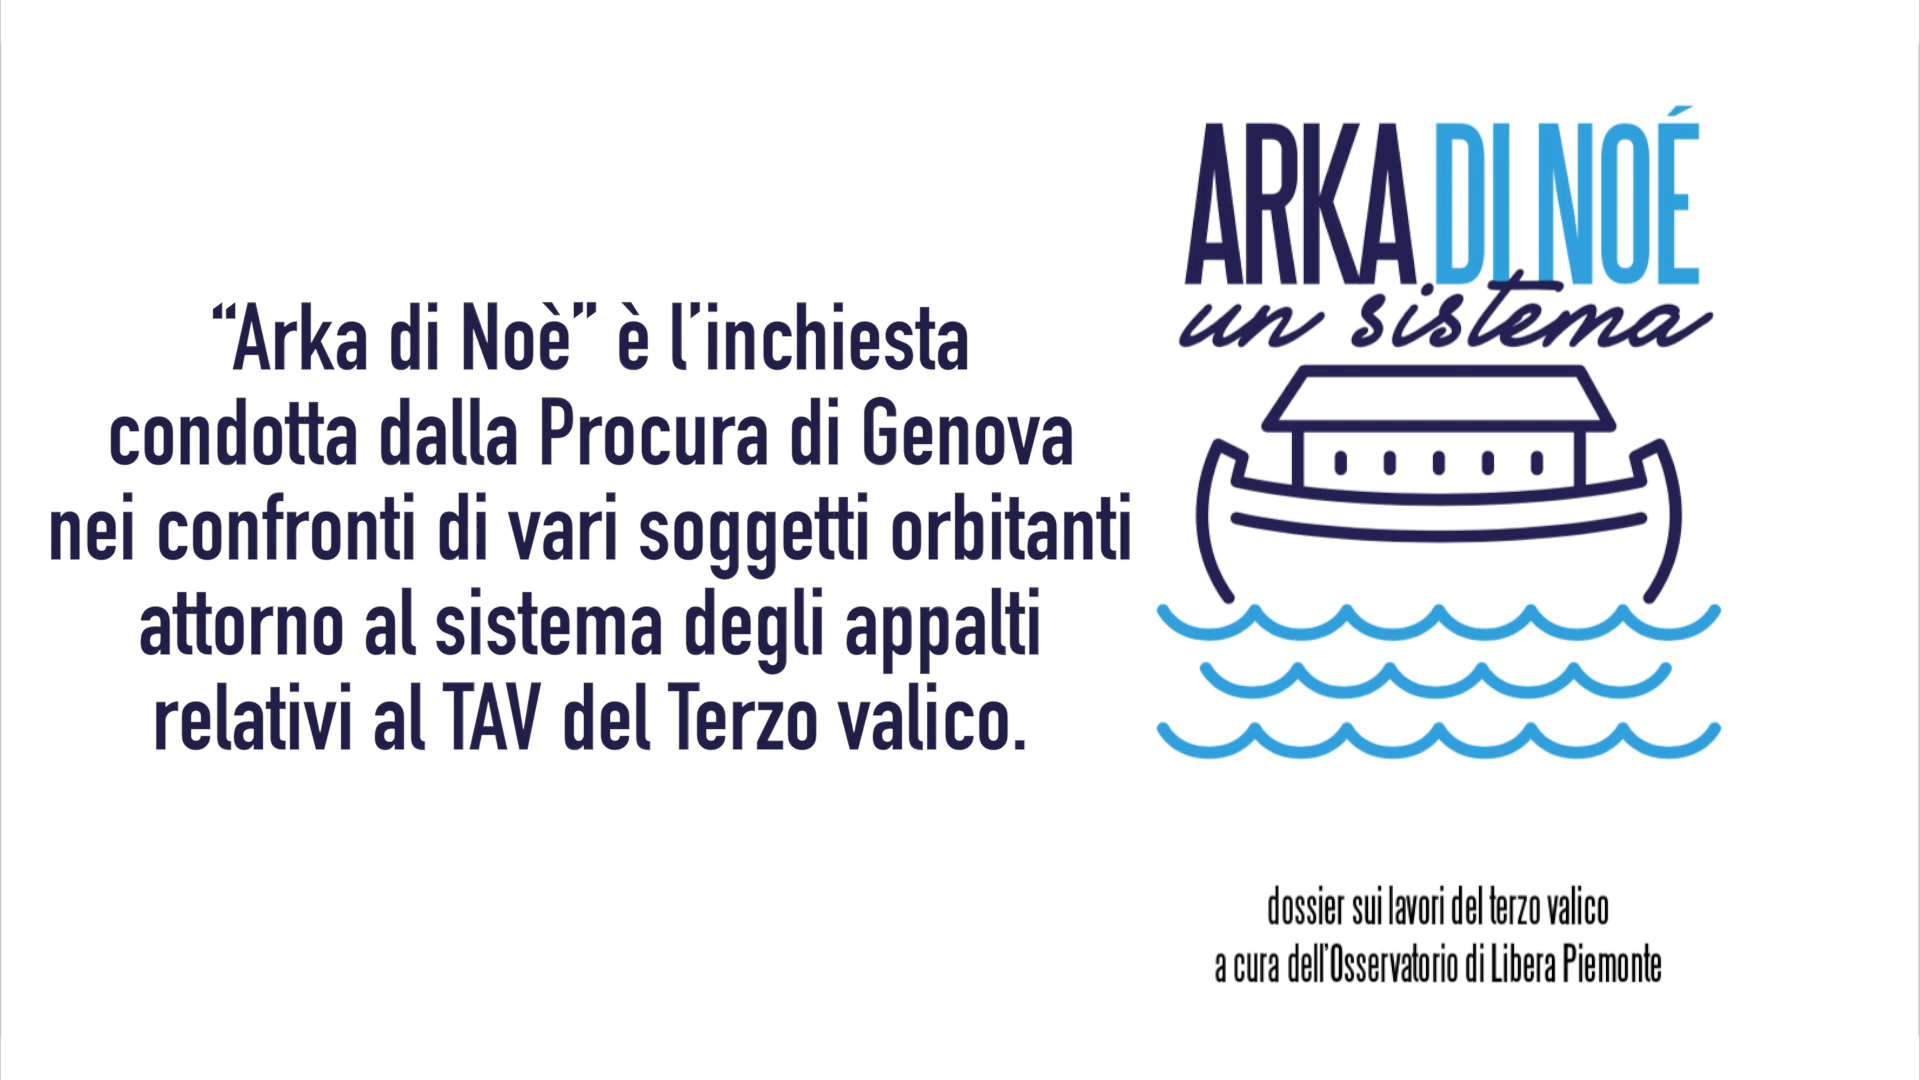 “Arka di Noè” è l’inchiesta
condotta dalla Procura di Genova
nei confronti di vari soggetti orbitanti
attorno al sistema degli appalti
relativi al TAV del Terzo valico.
ARKA DI NOÉ
un sistema
dossier sui lavori del terzo valico
a cura dell’Osservatorio di Libera Piemonte